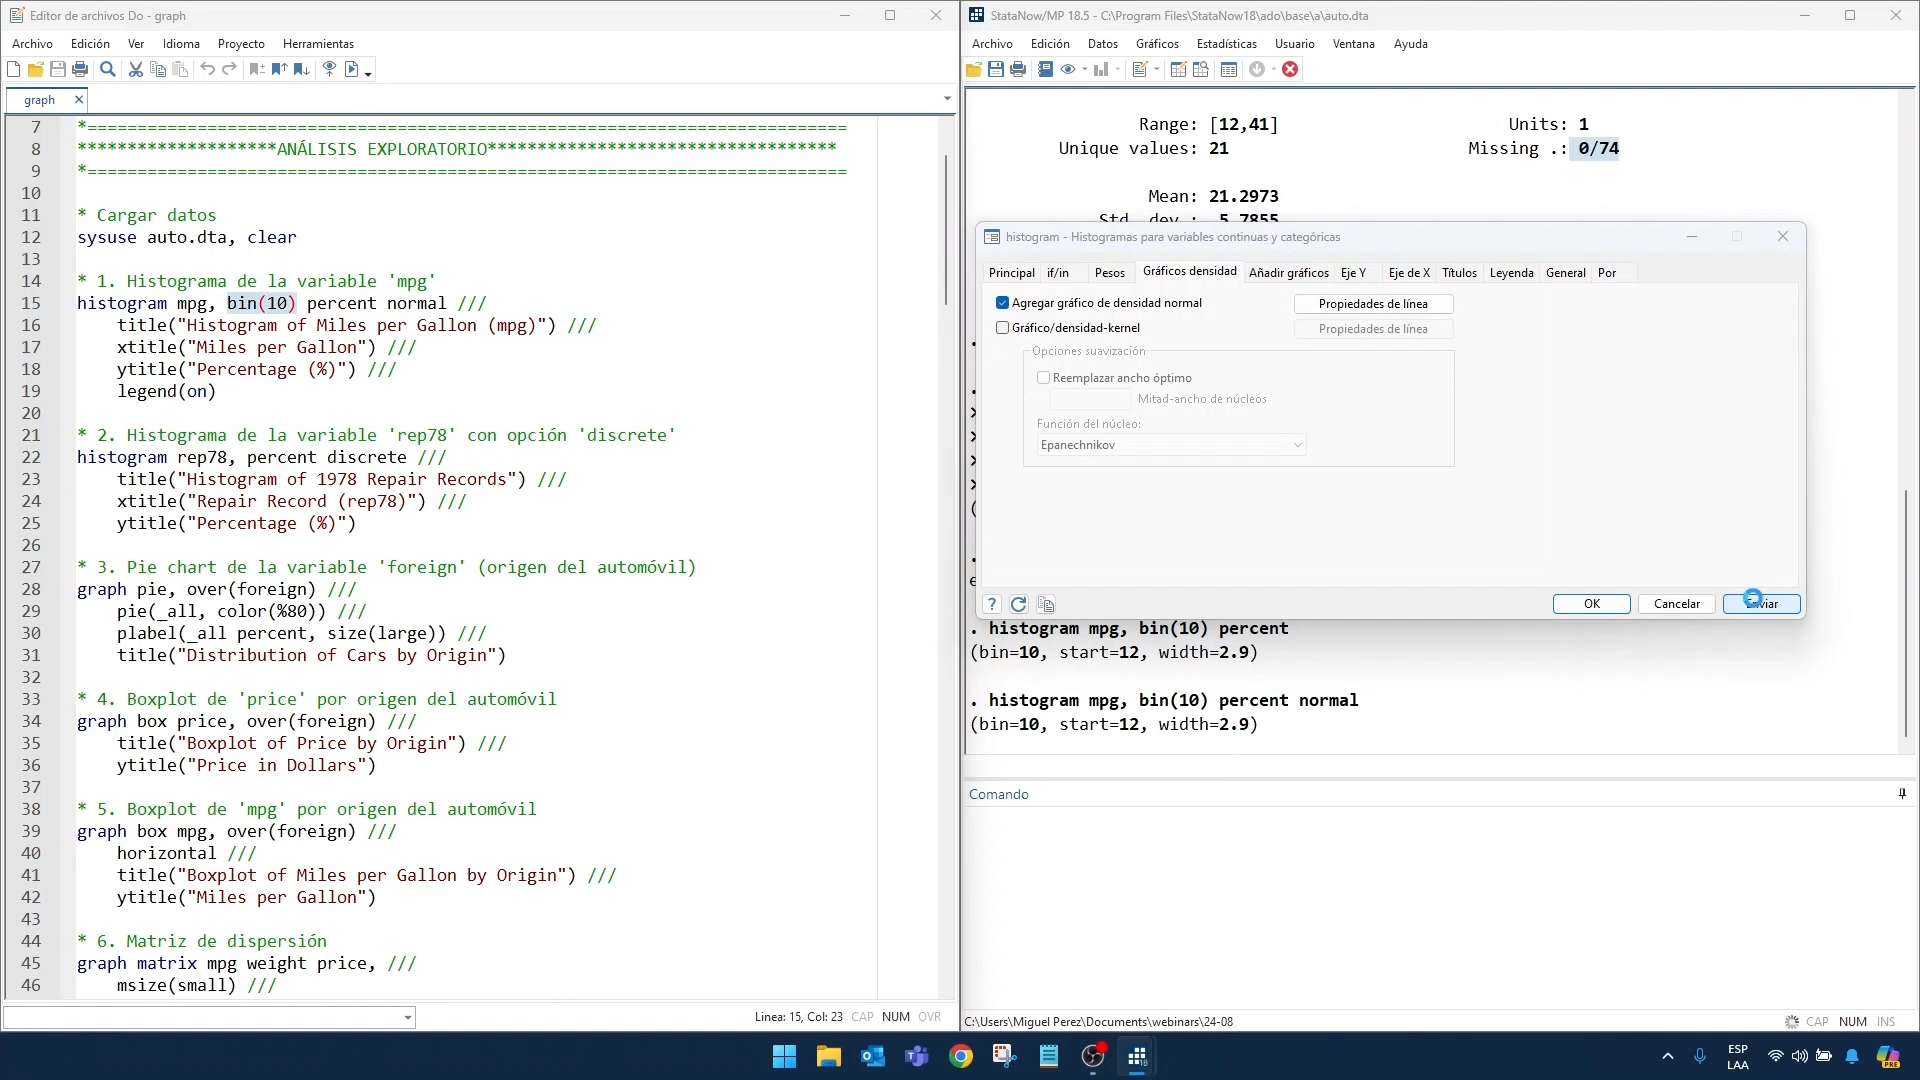 Editor de archivos Do - graph
Archivo Edición Ver Idioma Proyecto Herramientas
graph
7 *============================================================================
8 ********************ANÁLISIS EXPLORATORIO***********************************
9 *============================================================================
10
11 * Cargar datos
12 sysuse auto.dta, clear
13
14 * 1. Histograma de la variable 'mpg'
15 histogram mpg, bin(10) percent normal ///
16 title("Histogram of Miles per Gallon (mpg)") ///
17 xtitle("Miles per Gallon") ///
18 ytitle("Percentage (%)") ///
19 legend(on)
20
21 * 2. Histograma de la variable 'rep78' con opción 'discrete'
22 histogram rep78, percent discrete ///
23 title("Histogram of 1978 Repair Records") ///
24 xtitle("Repair Record (rep78)") ///
25 ytitle("Percentage (%)")
26
27 * 3. Pie chart de la variable 'foreign' (origen del automóvil)
28 graph pie, over(foreign) ///
29 pie(_all, color(%80)) ///
30 plabel(_all percent, size(large)) ///
31 title("Distribution of Cars by Origin")
32
33 * 4. Boxplot de 'price' por origen del automóvil
34 graph box price, over(foreign) ///
35 title("Boxplot of Price by Origin") ///
36 ytitle("Price in Dollars")
37
38 * 5. Boxplot de 'mpg' por origen del automóvil
39 graph box mpg, over(foreign) ///
40 horizontal ///
41 title("Boxplot of Miles per Gallon by Origin") ///
42 ytitle("Miles per Gallon")
43
44 * 6. Matriz de dispersión
45 graph matrix mpg weight price, ///
46 msize(small) ///
Linea: 15, Col: 23 CAP NUM OVR
StataNow/MP 18.5 - C:\Program Files\StataNow18\ado\base\a\auto.dta
Archivo Edición Datos Gráficos Estadísticas Usuario Ventana Ayuda
Range: [12,41] Units: 1
Unique values: 21 Missing .: 0/74
Mean: 21.2973
Std. dev.: 5.7855
histogram - Histogramas para variables continuas y categóricas
Principal if/in Pesos Gráficos densidad Añadir gráficos Eje Y Eje de X Títulos Leyenda General Por
Agregar gráfico de densidad normal Propiedades de línea
Gráfico/densidad-kernel Propiedades de línea
Opciones suavización
Reemplazar ancho óptimo
Mitad-ancho de núcleos
Función del núcleo:
Epanechnikov
? OK Cancelar Enviar
. histogram mpg, bin(10) percent
(bin=10, start=12, width=2.9)
. histogram mpg, bin(10) percent normal
(bin=10, start=12, width=2.9)
Comando
C:\Users\Miguel Perez\Documents\webinars\24-08 CAP NUM INS
ESP
LAA
PRE